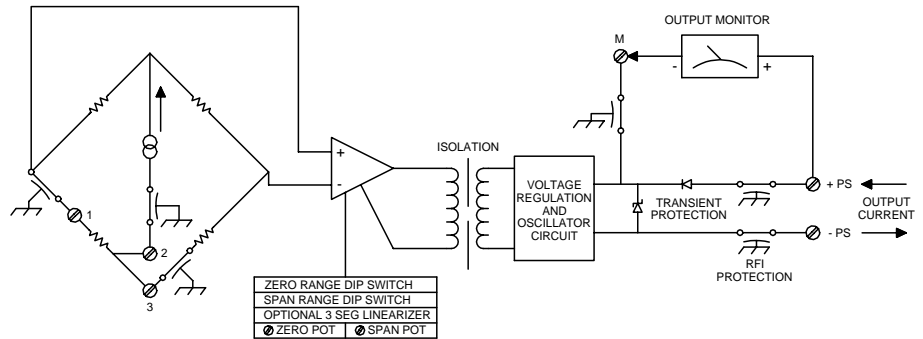 OUTPUT MONITOR
M
-
+
ISOLATION
+
-
VOLTAGE
REGULATION
AND
OSCILLATOR
CIRCUIT
TRANSIENT
PROTECTION
+ PS
OUTPUT
CURRENT
- PS
RFI
PROTECTION
1
2
3
ZERO RANGE DIP SWITCH
SPAN RANGE DIP SWITCH
OPTIONAL 3 SEG LINEARIZER
ZERO POT SPAN POT